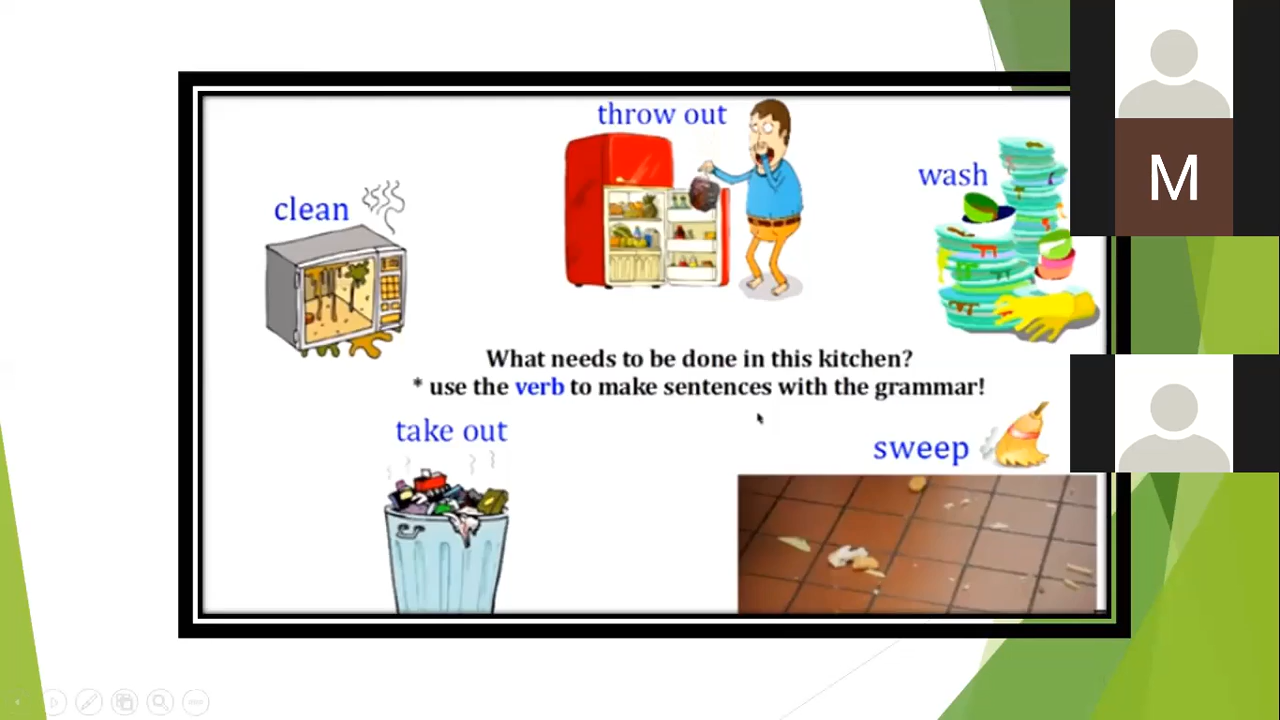 throw out
wash
clean
M
What needs to be done in this kitchen?
* use the verb to make sentences with the grammar!
take out
sweep